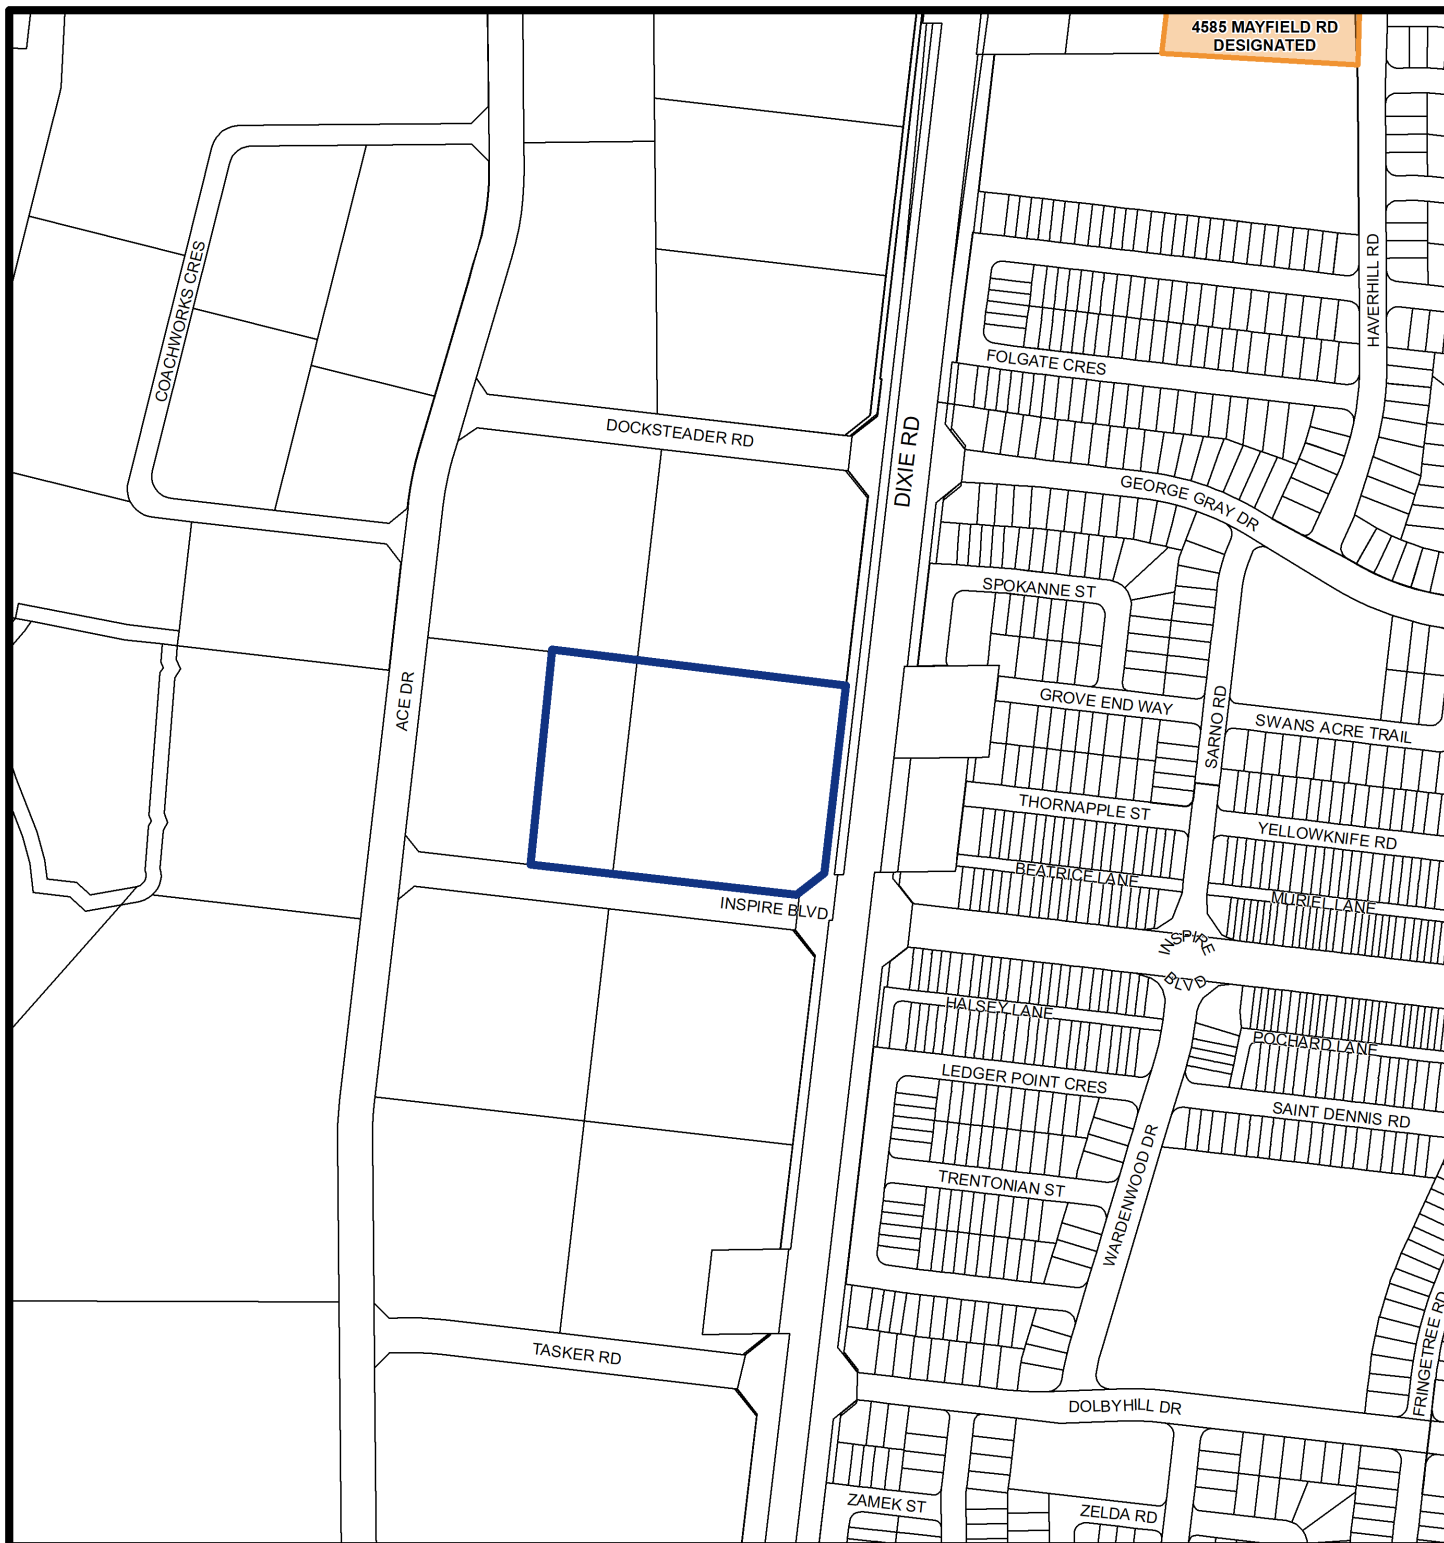 4585 MAYFIELD RD
DESIGNATED
COACHWORKS CRES
HAVERHILL RD
FOLGATE CRES
DOCKSTEADER RD
DIXIE RD
GEORGE GRAY DR
SPOKANNE ST
ACE DR
GROVE END WAY
SARNO RD
SWANS ACRE TRAIL
THORNAPPLE ST
YELLOWKNIFE RD
BEATRICE LANE
MURIEL LANE
INSPIRE BLVD
INSPIRE
BLVD
HALSEY LANE
POCHARD LANE
LEDGER POINT CRES
SAINT DENNIS RD
WARDENWOOD DR
TRENTONIAN ST
FRINGETREE RD
TASKER RD
DOLBYHILL DR
ZAMEK ST
ZELDA RD